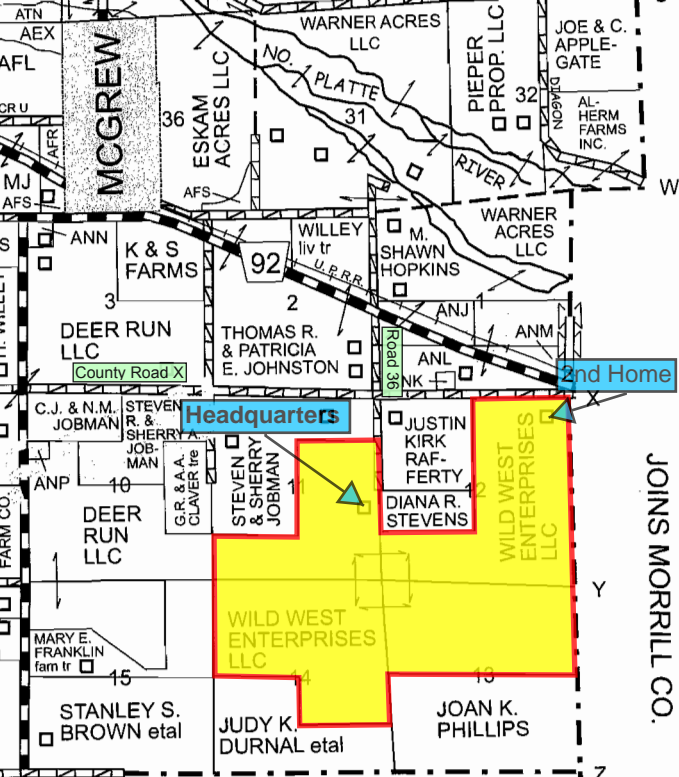 ATN
AEX
AFL
CR U
AFR
MJ
AFS
MCGREW
36
ESKAM
ACRES LLC
AFS
WARNER ACRES
LLC
NO. PLATTE
RIVER
31
PIEPER
PROP. LLC
32
DIAGON
JOE & C.
APPLE-
GATE
AL-
HERM
FARMS
INC.
W
ANN
K & S
FARMS
3
DEER RUN
LLC
County Road X
92
WILLEY
liv tr
U.P.R.R.
2
THOMAS R.
& PATRICIA
E. JOHNSTON
M.
SHAWN
HOPKINS
WARNER
ACRES
LLC
1
ANJ
ANM
ANL
Road 36
2nd Home
X
C.J. & N.M.
JOBMAN
STEVEN
R. &
SHERRY A.
JOB-
MAN
Headquarters
ANP
10
G.R. & A.A.
CLAVER tre
STEVEN
& SHERRY
JOBMAN
11
JUSTIN
KIRK
RAF-
FERTY
DIANA R.
STEVENS
12
WILD WEST
ENTERPRISES
LLC
DEER
RUN
LLC
FARM CO.
JOINS MORRILL CO.
Y
WILD WEST
ENTERPRISES
LLC
MARY E.
FRANKLIN
fam tr
15
14
13
STANLEY S.
BROWN etal
JUDY K.
DURNAL etal
JOAN K.
PHILLIPS
Z